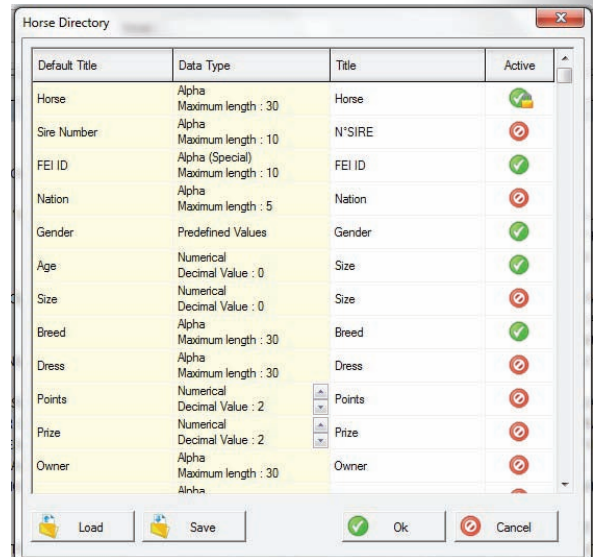 Horse Directory
Default Title Data Type Title Active
Horse Alpha Horse
Maximum length : 30
Sire Number Alpha N°SIRE
Maximum length : 10
FEI ID Alpha (Special) FEI ID
Maximum length : 10
Nation Alpha Nation
Maximum length : 5
Gender Predefined Values Gender
Age Numerical Size
Decimal Value : 0
Size Numerical Size
Decimal Value : 0
Breed Alpha Breed
Maximum length : 30
Dress Alpha Dress
Maximum length : 30
Points Numerical Points
Decimal Value : 2
Prize Numerical Prize
Decimal Value : 2
Owner Alpha Owner
Maximum length : 30
Alpha
Load Save Ok Cancel